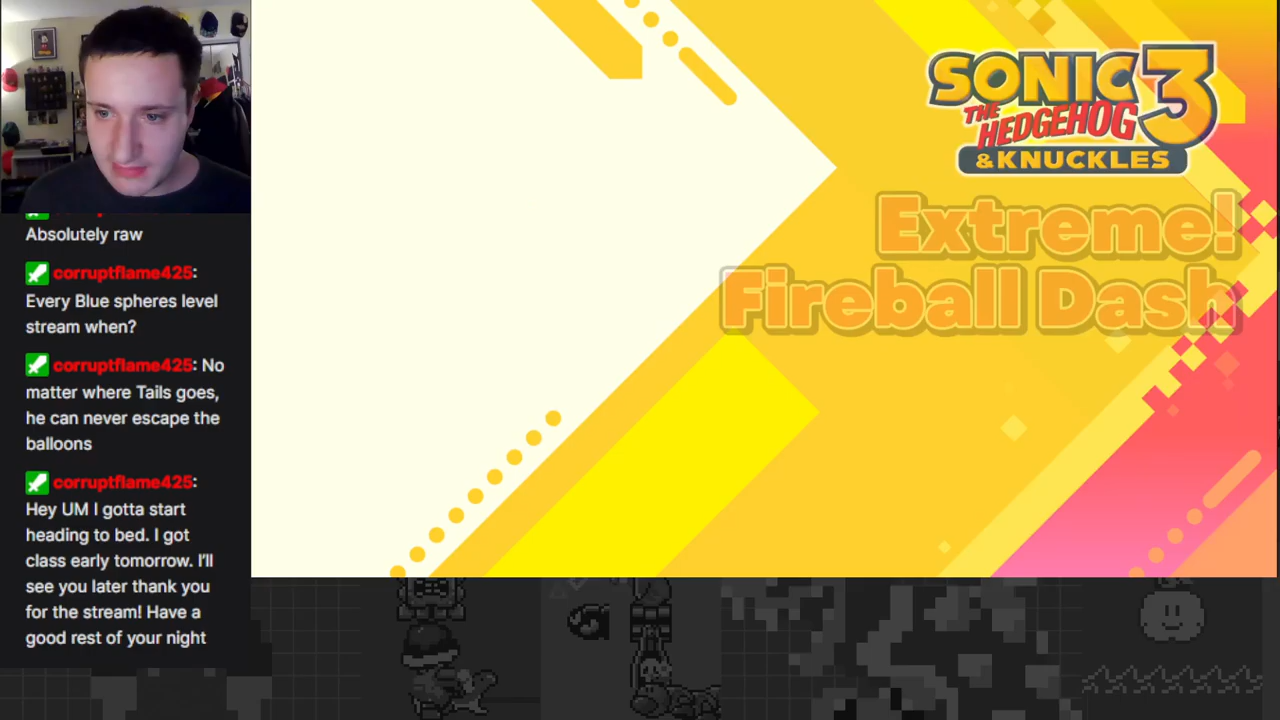 Absolutely raw
corruptflame425:
Every Blue spheres level
stream when?
corruptflame425: No
matter where Tails goes,
he can never escape the
balloons
corruptflame425:
Hey UM I gotta start
heading to bed. I got
class early tomorrow. I'll
see you later thank you
for the stream! Have a
good rest of your night
SONIC
THE
HEDGEHOG
3
&KNUCKLES
Extreme!
Fireball Dash